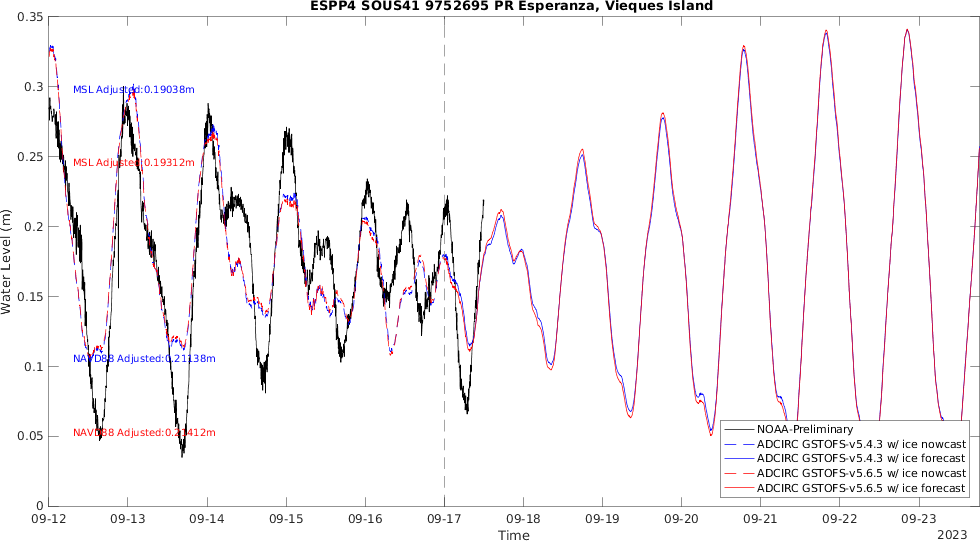 ESPP4 SOUS41 9752695 PR Esperanza, Vieques Island
0.35
0.3
0.25
0.2
0.15
0.1
0.05
0
Water Level (m)
MSL Adjusted:0.19038m
MSL Adjusted:0.19312m
NAVD88 Adjusted:0.21138m
NAVD88 Adjusted:0.21412m
NOAA-Preliminary
ADCIRC GSTOFS-v5.4.3 w/ ice nowcast
ADCIRC GSTOFS-v5.4.3 w/ ice forecast
ADCIRC GSTOFS-v5.6.5 w/ ice nowcast
ADCIRC GSTOFS-v5.6.5 w/ ice forecast
09-12 09-13 09-14 09-15 09-16 09-17 09-18 09-19 09-20 09-21 09-22 09-23
Time
2023